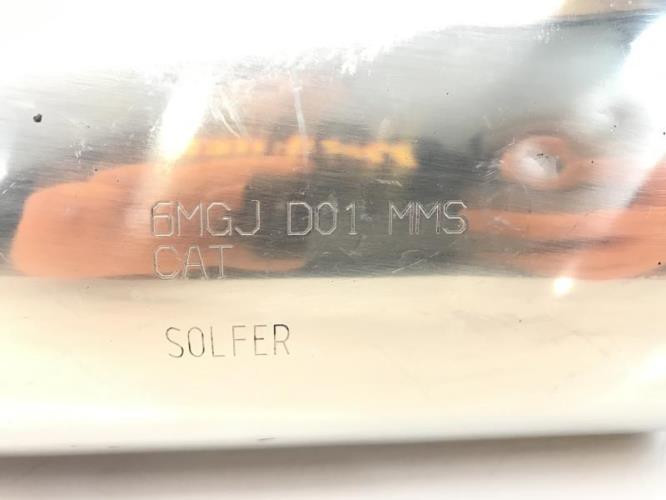 6MGJ D01 MMS
CAT
SOLFER